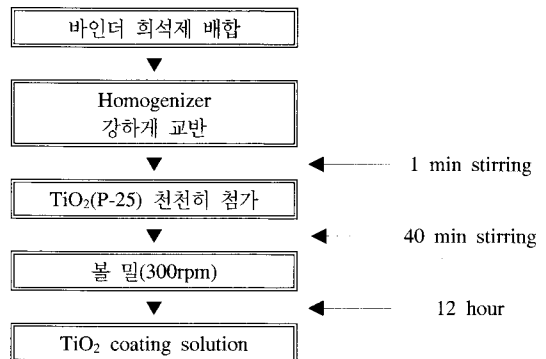 바인더 희석제 배합
Homogenizer
강하게 교반
1 min stirring
TiO₂(P-25) 천천히 첨가
40 min stirring
볼 밀(300rpm)
12 hour
TiO₂ coating solution